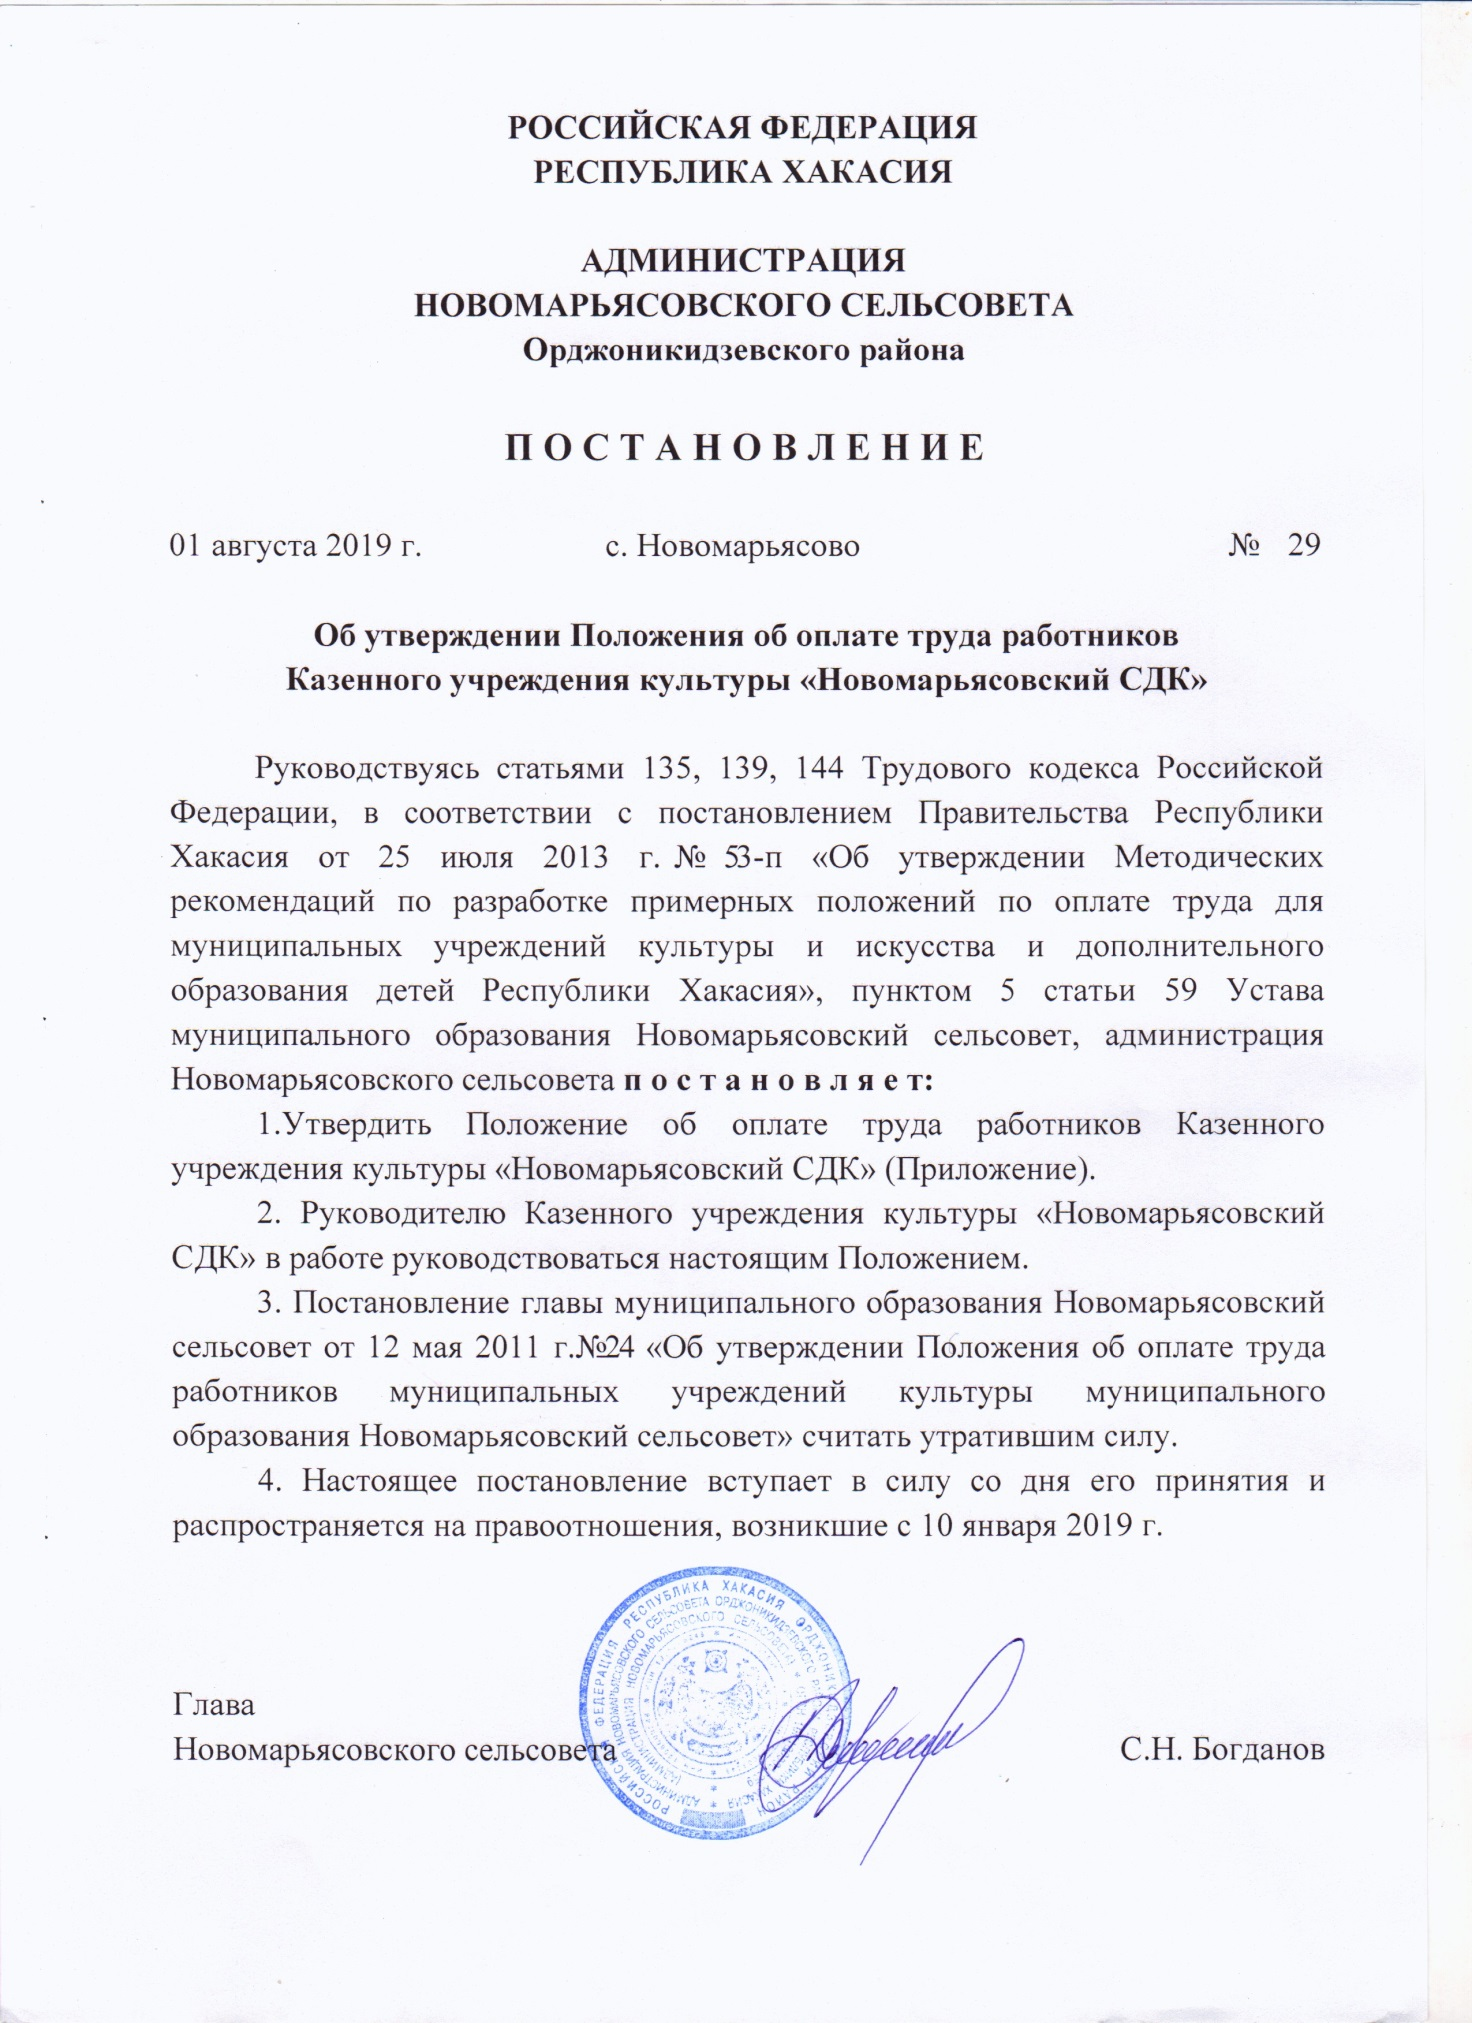 РОССИЙСКАЯ ФЕДЕРАЦИЯ
РЕСПУБЛИКА ХАКАСИЯ
АДМИНИСТРАЦИЯ
НОВОМАРЬЯСОВСКОГО СЕЛЬСОВЕТА
Орджоникидзевского района
П О С Т А Н О В Л Е Н И Е
01 августа 2019 г. с. Новомарьясово № 29
Об утверждении Положения об оплате труда работников
Казенного учреждения культуры «Новомарьясовский СДК»
Руководствуясь статьями 135, 139, 144 Трудового кодекса Российской
Федерации, в соответствии с постановлением Правительства Республики
Хакасия от 25 июля 2013 г. № 53-п «Об утверждении Методических
рекомендаций по разработке примерных положений по оплате труда для
муниципальных учреждений культуры и искусства и дополнительного
образования детей Республики Хакасия», пунктом 5 статьи 59 Устава
муниципального образования Новомарьясовский сельсовет, администрация
Новомарьясовского сельсовета п о с т а н о в л я е т:
1.Утвердить Положение об оплате труда работников Казенного
учреждения культуры «Новомарьясовский СДК» (Приложение).
2. Руководителю Казенного учреждения культуры «Новомарьясовский
СДК» в работе руководствоваться настоящим Положением.
3. Постановление главы муниципального образования Новомарьясовский
сельсовет от 12 мая 2011 г.№24 «Об утверждении Положения об оплате труда
работников муниципальных учреждений культуры муниципального
образования Новомарьясовский сельсовет» считать утратившим силу.
4. Настоящее постановление вступает в силу со дня его принятия и
распространяется на правоотношения, возникшие с 10 января 2019 г.
РОССИЙСКАЯ ФЕДЕРАЦИЯ РЕСПУБЛИКА ХАКАСИЯ
Глава
Новомарьясовского сельсовета С.Н. Богданов